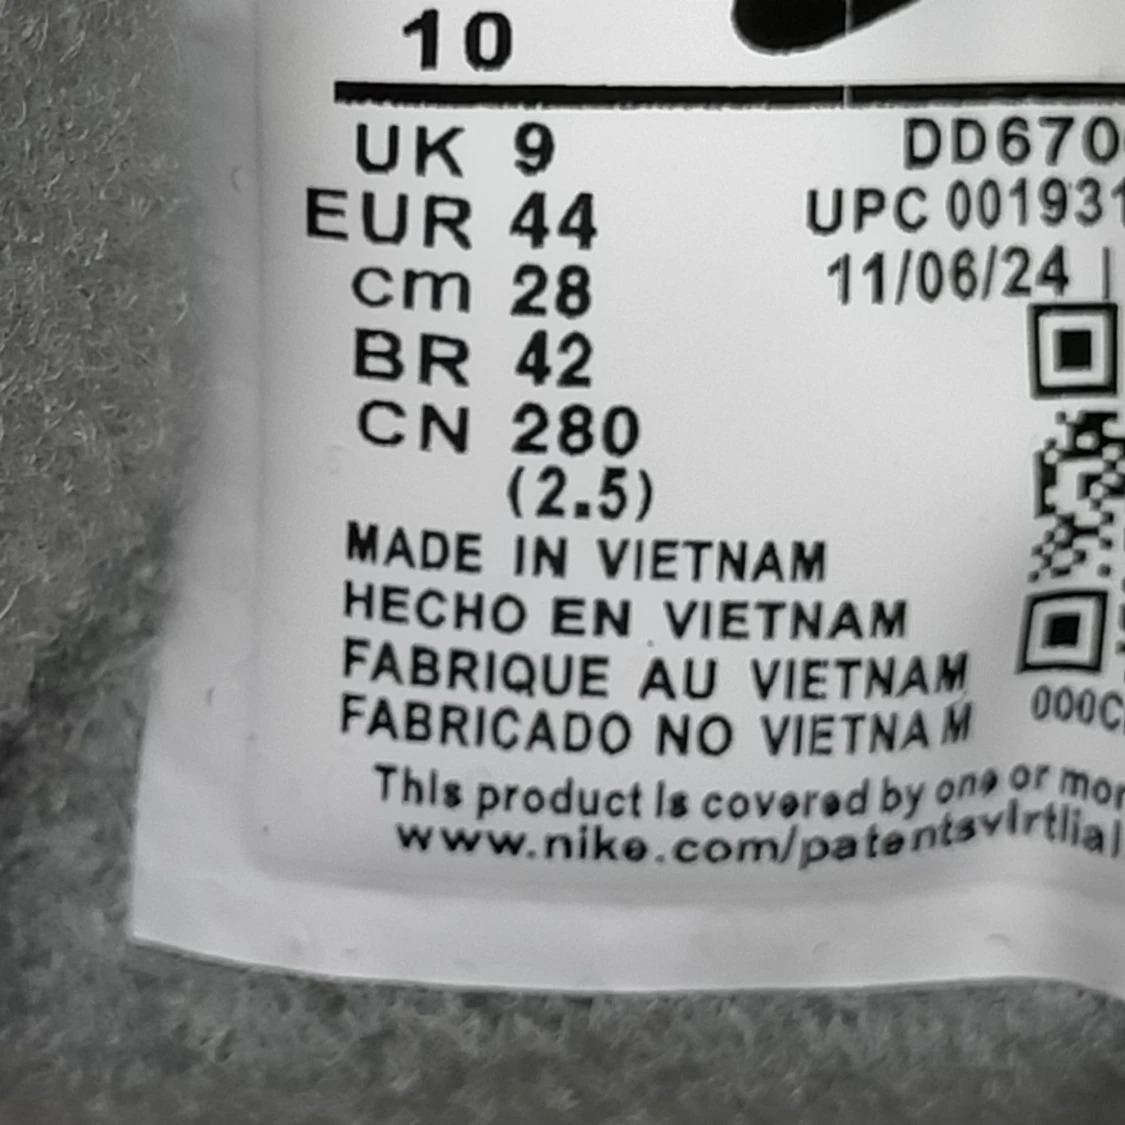 10
UK 9
EUR 44
cm 28
BR 42
CN 280
(2.5)
DD670
UPC 001931
11/06/24 |
MADE IN VIETNAM
HECHO EN VIETNAM
FABRIQUE AU VIETNAM
FABRICADO NO VIETNAM
000C
This product is covered by one or mor
www.nike.com/patentsvirtlial